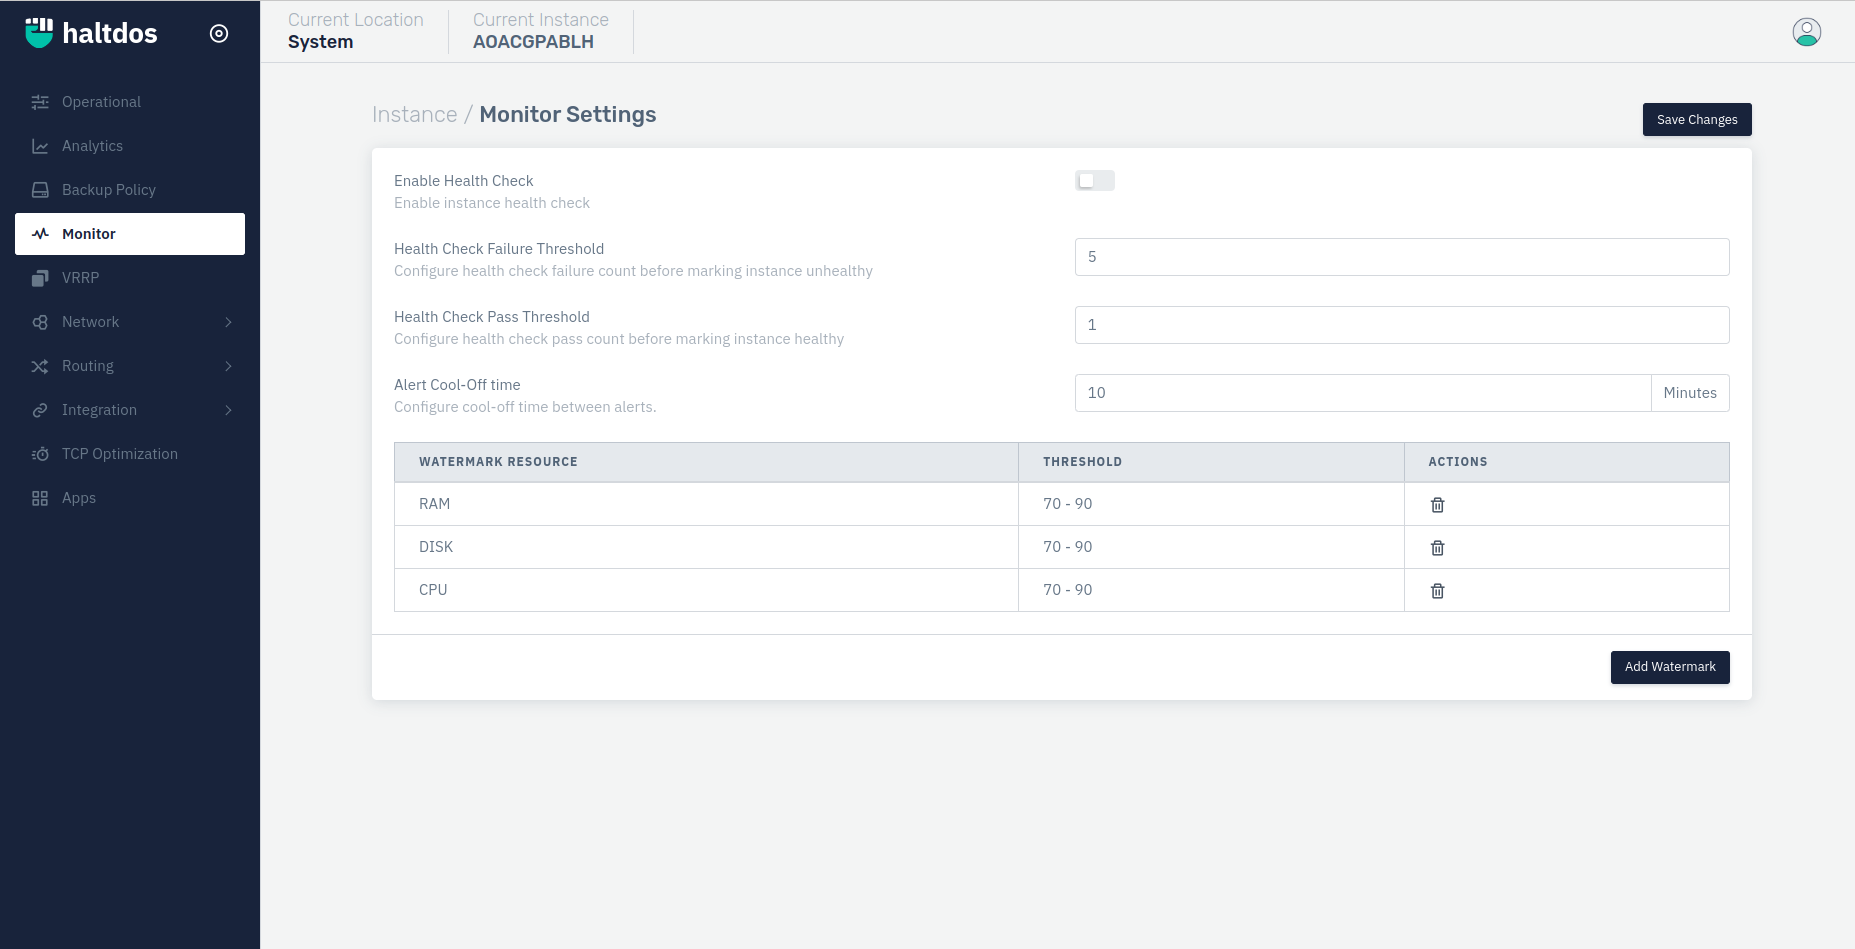 haltdos
Operational
Analytics
Backup Policy
Monitor
VRRP
Network
Routing
Integration
TCP Optimization
Apps
Current Location
System
Current Instance
AOACGPABLH
Instance / Monitor Settings
Save Changes
Enable Health Check
Enable instance health check
Health Check Failure Threshold
Configure health check failure count before marking instance unhealthy
5
Health Check Pass Threshold
Configure health check pass count before marking instance healthy
1
Alert Cool-Off time
Configure cool-off time between alerts.
10 Minutes
WATERMARK RESOURCE THRESHOLD ACTIONS
RAM 70 - 90
DISK 70 - 90
CPU 70 - 90
Add Watermark